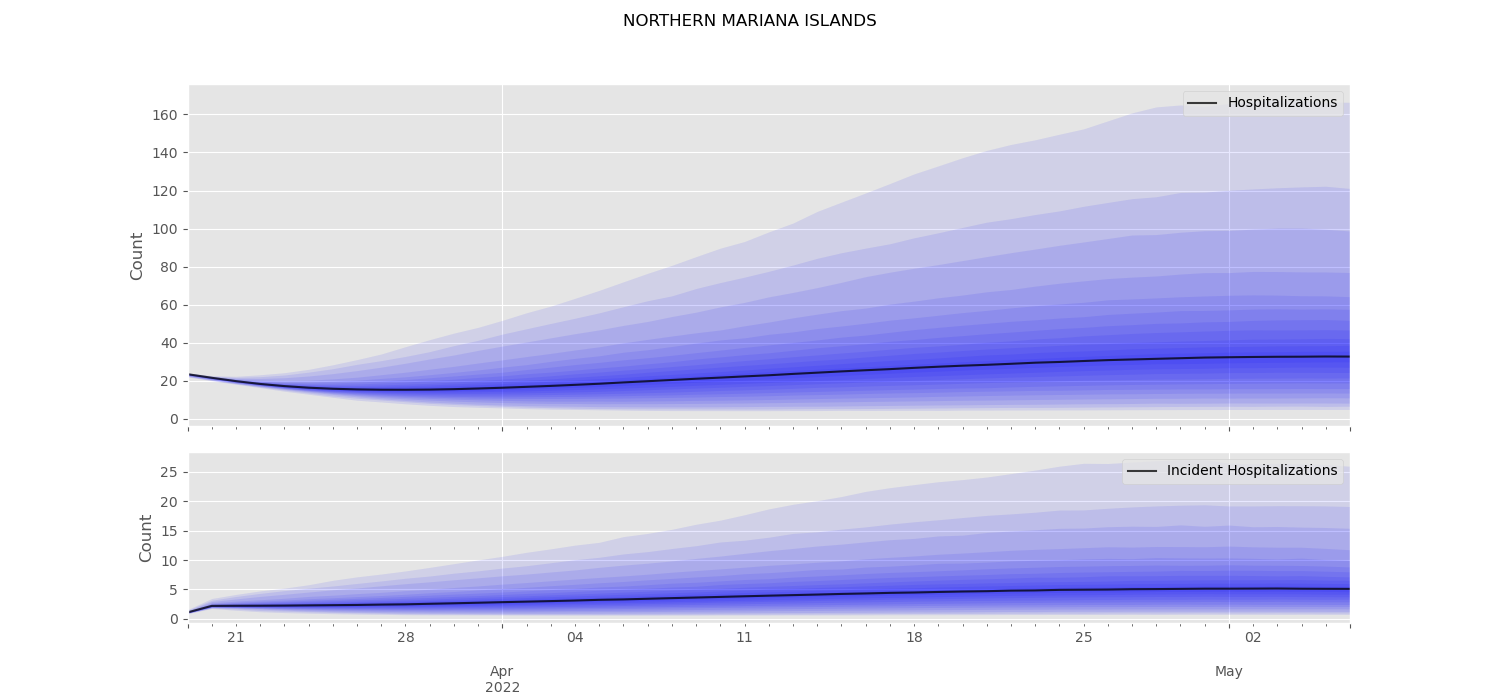 NORTHERN MARIANA ISLANDS
Hospitalizations
Count
160
140
120
100
80
60
40
20
0
Incident Hospitalizations
Count
25
20
15
10
5
0
21 28 04 11 18 25 02
Apr May
2022